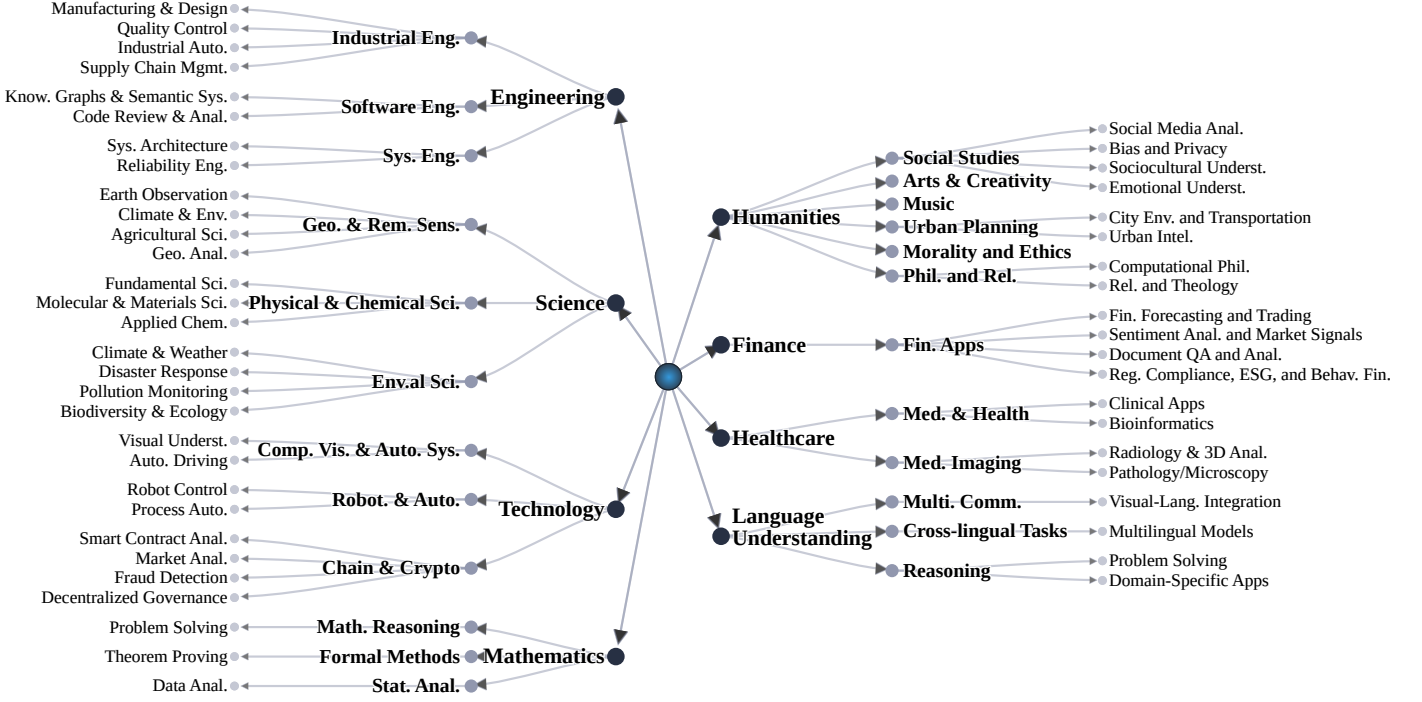 Manufacturing & Design
Quality Control
Industrial Auto.
Supply Chain Mgmt.
Industrial Eng.
Know. Graphs & Semantic Sys.
Code Review & Anal.
Software Eng.
Engineering
Sys. Architecture
Reliability Eng.
Sys. Eng.
Earth Observation
Climate & Env.
Agricultural Sci.
Geo. Anal.
Geo. & Rem. Sens.
Fundamental Sci.
Molecular & Materials Sci.
Applied Chem.
Physical & Chemical Sci.
Science
Climate & Weather
Disaster Response
Pollution Monitoring
Biodiversity & Ecology
Env.al Sci.
Visual Underst.
Auto. Driving
Comp. Vis. & Auto. Sys.
Robot Control
Process Auto.
Robot. & Auto.
Technology
Smart Contract Anal.
Market Anal.
Fraud Detection
Decentralized Governance
Chain & Crypto
Problem Solving
Math. Reasoning
Theorem Proving
Formal Methods
Mathematics
Data Anal.
Stat. Anal.
Humanities
Social Studies
Social Media Anal.
Bias and Privacy
Sociocultural Underst.
Emotional Underst.
Arts & Creativity
Music
Urban Planning
City Env. and Transportation
Urban Intel.
Morality and Ethics
Phil. and Rel.
Computational Phil.
Rel. and Theology
Finance
Fin. Apps
Fin. Forecasting and Trading
Sentiment Anal. and Market Signals
Document QA and Anal.
Reg. Compliance, ESG, and Behav. Fin.
Healthcare
Med. & Health
Clinical Apps
Bioinformatics
Med. Imaging
Radiology & 3D Anal.
Pathology/Microscopy
Language
Understanding
Multi. Comm.
Visual-Lang. Integration
Cross-lingual Tasks
Multilingual Models
Reasoning
Problem Solving
Domain-Specific Apps